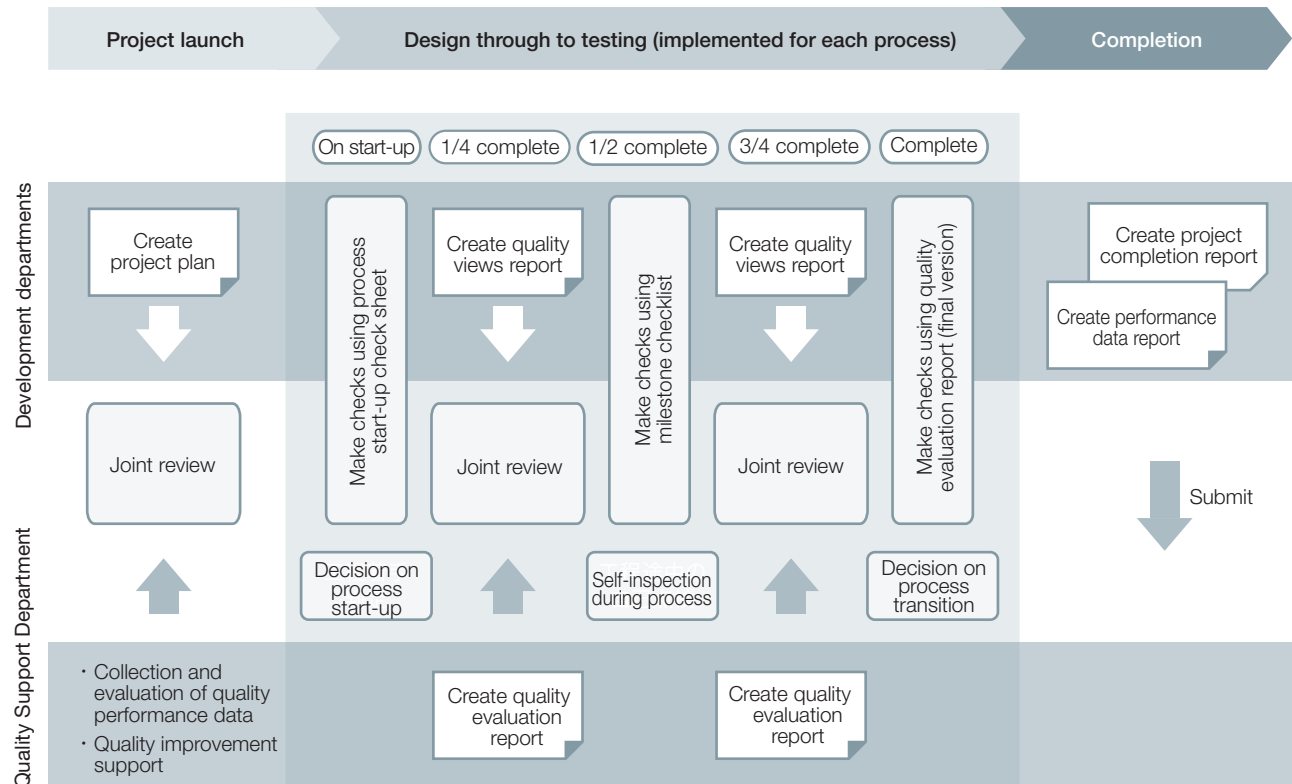 Project launch
Design through to testing (implemented for each process)
Completion
On start-up
1/4 complete
1/2 complete
3/4 complete
Complete
Development departments
Create
project plan
Make checks using process
start-up check sheet
Create quality
views report
Make checks using
milestone checklist
Create quality
views report
Make checks using quality
evaluation report (final version)
Create project
completion report
Create performance
data report
Joint review
Joint review
Joint review
Submit
Decision on
process
start-up
Self-inspection
during process
Decision on
process
transition
Quality Support Department
・Collection and
evaluation of quality
performance data
・Quality improvement
support
Create quality
evaluation
report
Create quality
evaluation
report